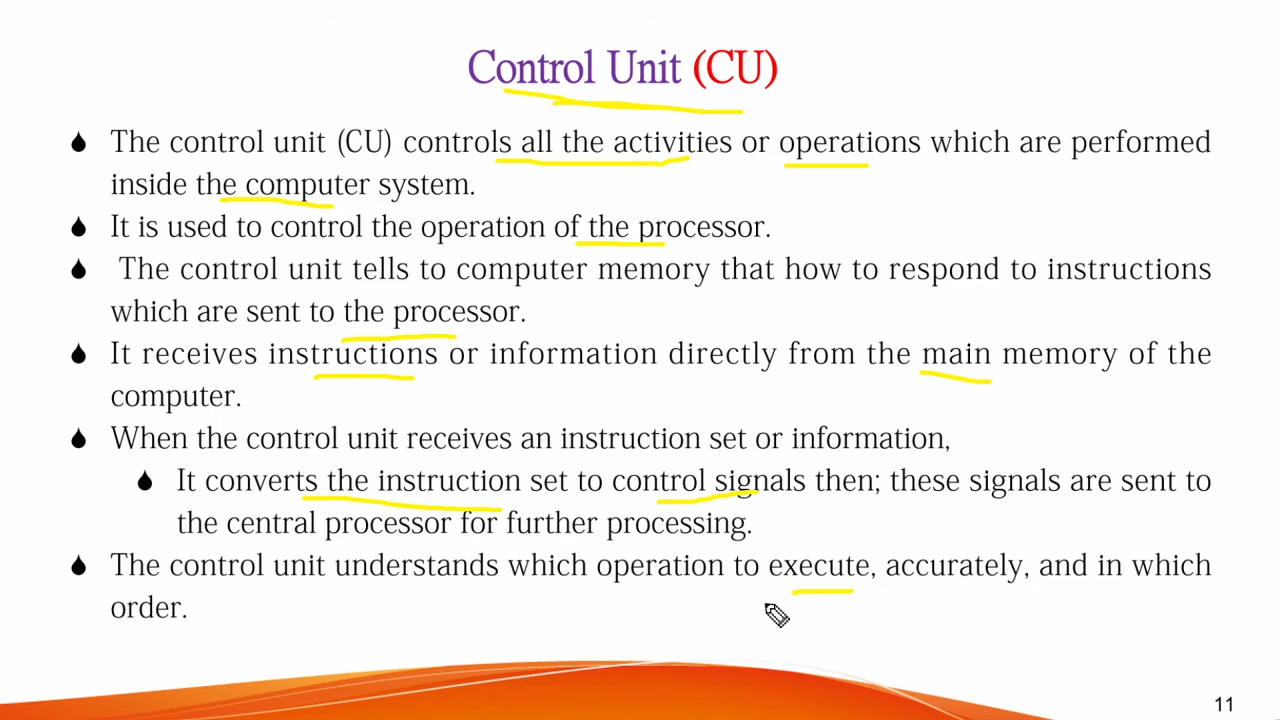 Control Unit (CU)
The control unit (CU) controls all the activities or operations which are performed
inside the computer system.
It is used to control the operation of the processor.
The control unit tells to computer memory that how to respond to instructions
which are sent to the processor.
It receives instructions or information directly from the main memory of the
computer.
When the control unit receives an instruction set or information,
It converts the instruction set to control signals then; these signals are sent to
the central processor for further processing.
The control unit understands which operation to execute, accurately, and in which
order.
11